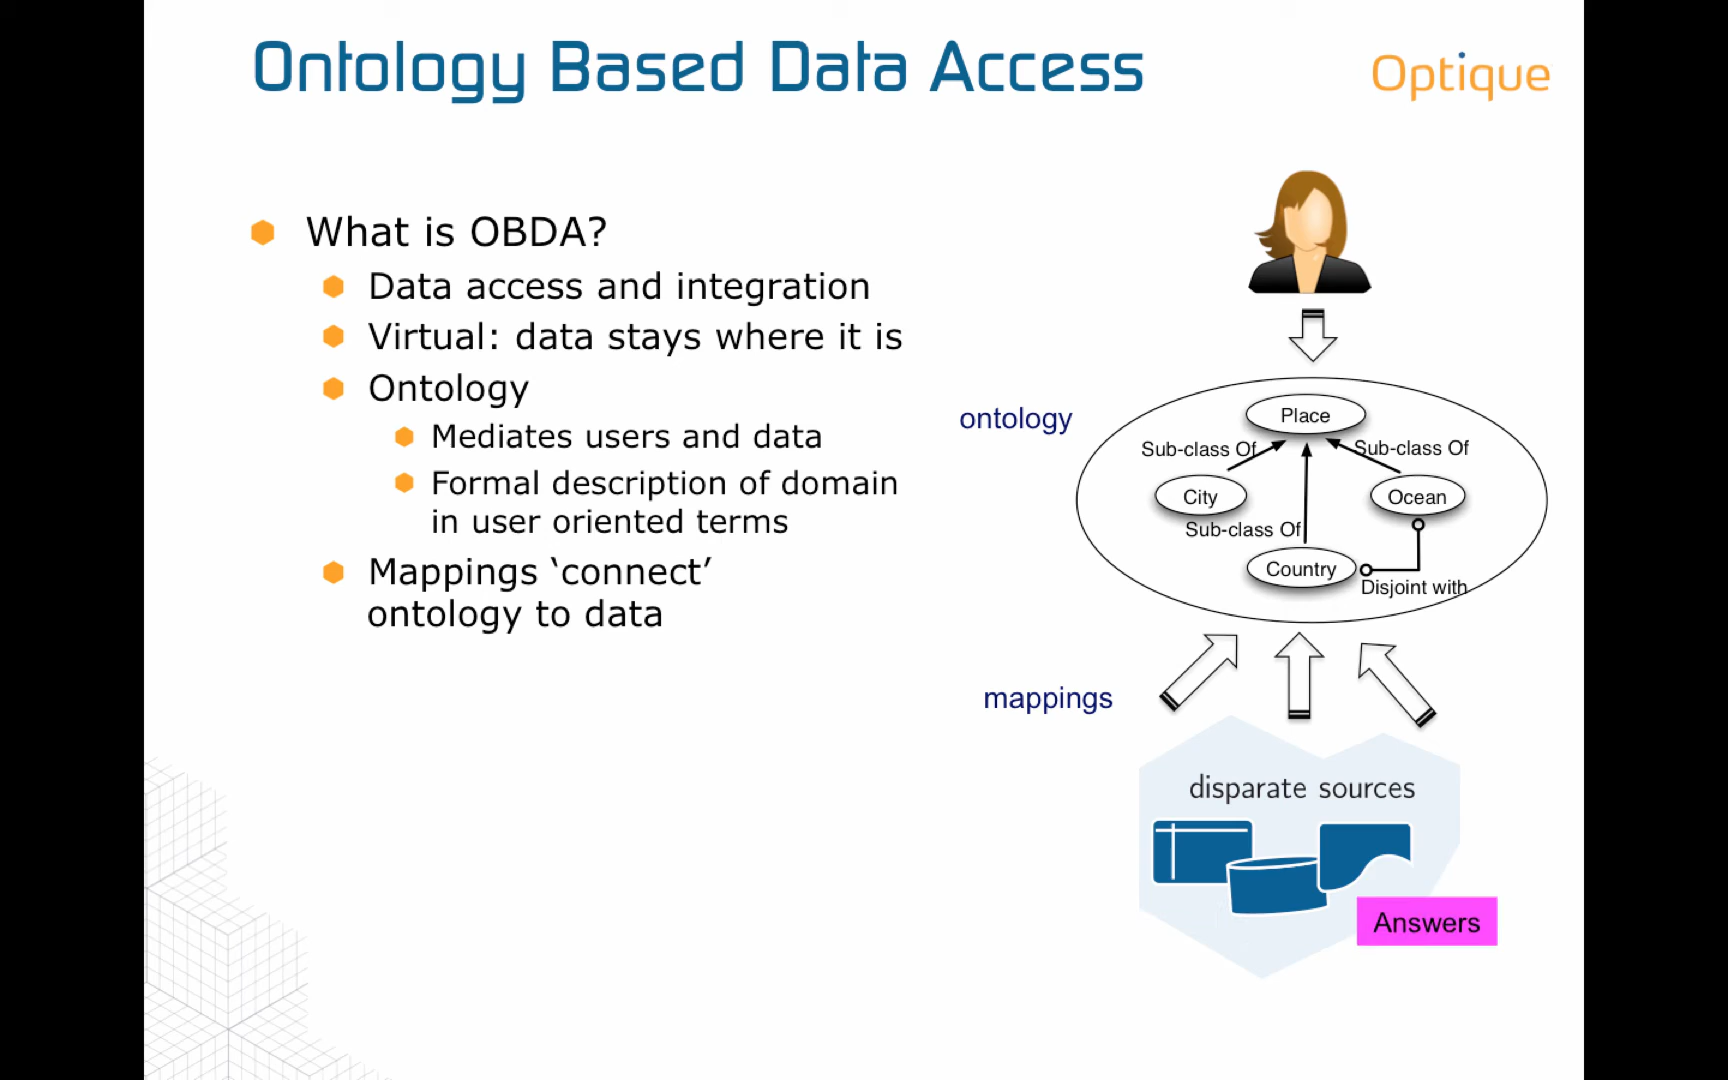 Ontology Based Data Access
Optique
What is OBDA?
Data access and integration
Virtual: data stays where it is
Ontology
Mediates users and data
Formal description of domain
in user oriented terms
Mappings ‘connect’
ontology to data
ontology
Place
Sub-class Of
Sub-class Of
City
Ocean
Sub-class Of
Country
Disjoint with
mappings
disparate sources
Answers